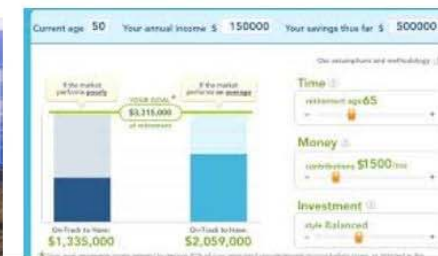 Current age 50 Your annual income $ 150000 Your savings thus far $ 500000
Our assumptions and methodology
If the market performs poorly
If the market performs on average
YOUR GOAL *
$3,315,000
at retirement
On-Track to Have:
$1,335,000
On-Track to Have:
$2,059,000
Time
retirement age 65
- +
Money
contributions $1500/mo
- +
Investment
style Balanced
- +